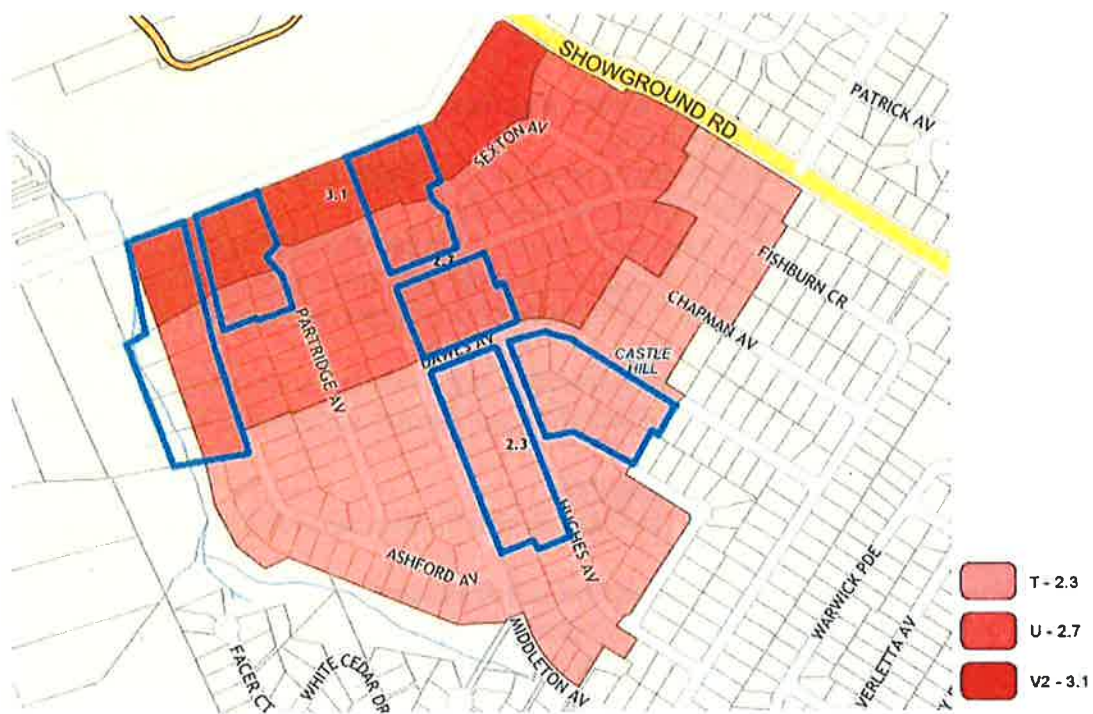 SHOWGROUND RD
PATRICK AV
SEXTON AV
3.1
FISHBURN CR
CHAPMAN AV
PARTRIDGE AV
CASTLE
HILL
2.3
HUGHES AV
ASHFORD AV
MIDDLETON AV
WARWICK PDE
VERLETTA AV
FACER CT
WHITE CEDAR DR
T - 2.3
U - 2.7
V2 - 3.1